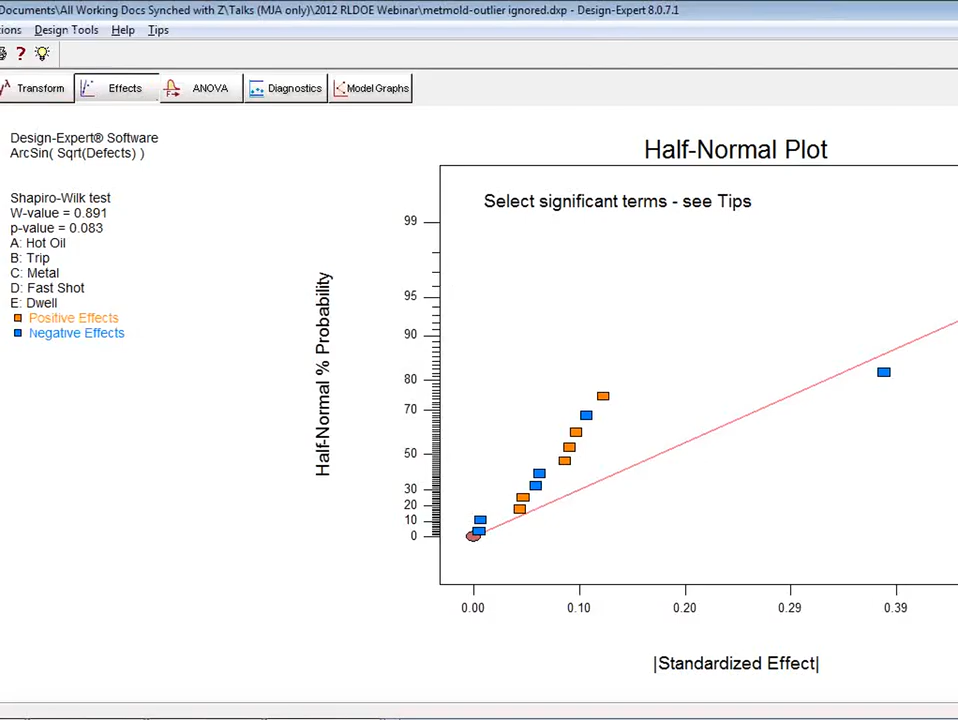 Documents\All Working Docs Synched with Z\Talks (MJA only)\2012 RLDOE Webinar\metmold-outlier ignored.dxp - Design-Expert 8.0.7.1
ions Design Tools Help Tips
Transform Effects ANOVA Diagnostics Model Graphs
Design-Expert® Software
ArcSin( Sqrt(Defects) )
Shapiro-Wilk test
W-value = 0.891
p-value = 0.083
A: Hot Oil
B: Trip
C: Metal
D: Fast Shot
E: Dwell
Positive Effects
Negative Effects
Half-Normal Plot
Select significant terms - see Tips
Half-Normal % Probability
99
95
90
80
70
50
30
20
10
0
0.00 0.10 0.20 0.29 0.39
|Standardized Effect|